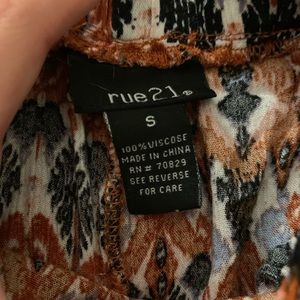 rue21®
S
100% VISCOSE
MADE IN CHINA
RN # 70829
SEE REVERSE
FOR CARE